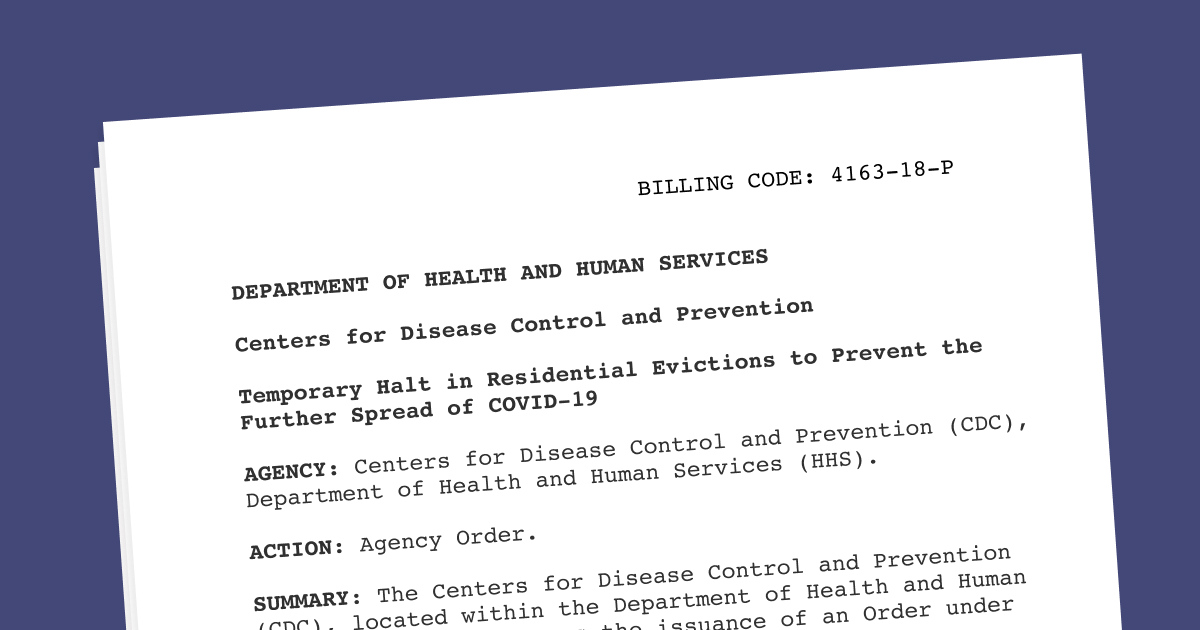 BILLING CODE: 4163-18-P
DEPARTMENT OF HEALTH AND HUMAN SERVICES
Centers for Disease Control and Prevention
Temporary Halt in Residential Evictions to Prevent the
Further Spread of COVID-19
AGENCY: Centers for Disease Control and Prevention (CDC),
Department of Health and Human Services (HHS).
ACTION: Agency Order.
SUMMARY: The Centers for Disease Control and Prevention
(CDC), located within the Department of Health and Human
the issuance of an Order under